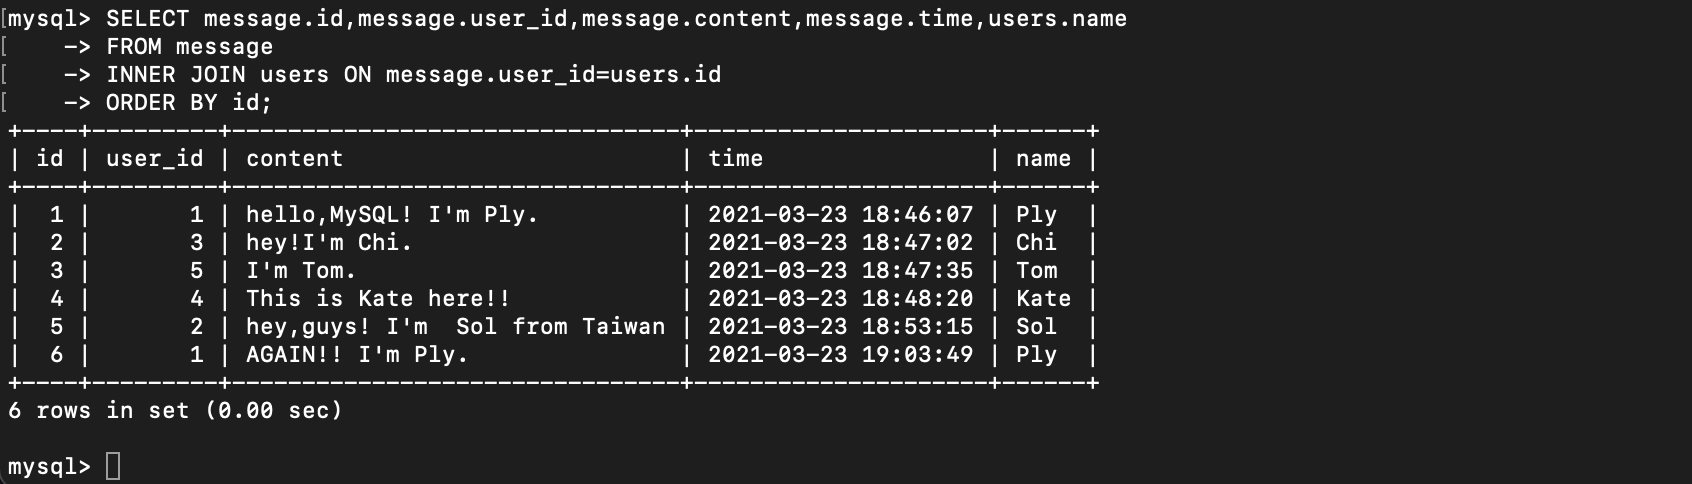 mysql> SELECT message.id,message.user_id,message.content,message.time,users.name
    -> FROM message
    -> INNER JOIN users ON message.user_id=users.id
    -> ORDER BY id;
+----+---------+--------------------------------+---------------------+------+
| id | user_id | content                        | time                | name |
+----+---------+--------------------------------+---------------------+------+
|  1 |       1 | hello,MySQL! I'm Ply.          | 2021-03-23 18:46:07 | Ply  |
|  2 |       3 | hey!I'm Chi.                   | 2021-03-23 18:47:02 | Chi  |
|  3 |       5 | I'm Tom.                       | 2021-03-23 18:47:35 | Tom  |
|  4 |       4 | This is Kate here!!            | 2021-03-23 18:48:20 | Kate |
|  5 |       2 | hey,guys! I'm  Sol from Taiwan | 2021-03-23 18:53:15 | Sol  |
|  6 |       1 | AGAIN!! I'm Ply.               | 2021-03-23 19:03:49 | Ply  |
+----+---------+--------------------------------+---------------------+------+
6 rows in set (0.00 sec)

mysql>